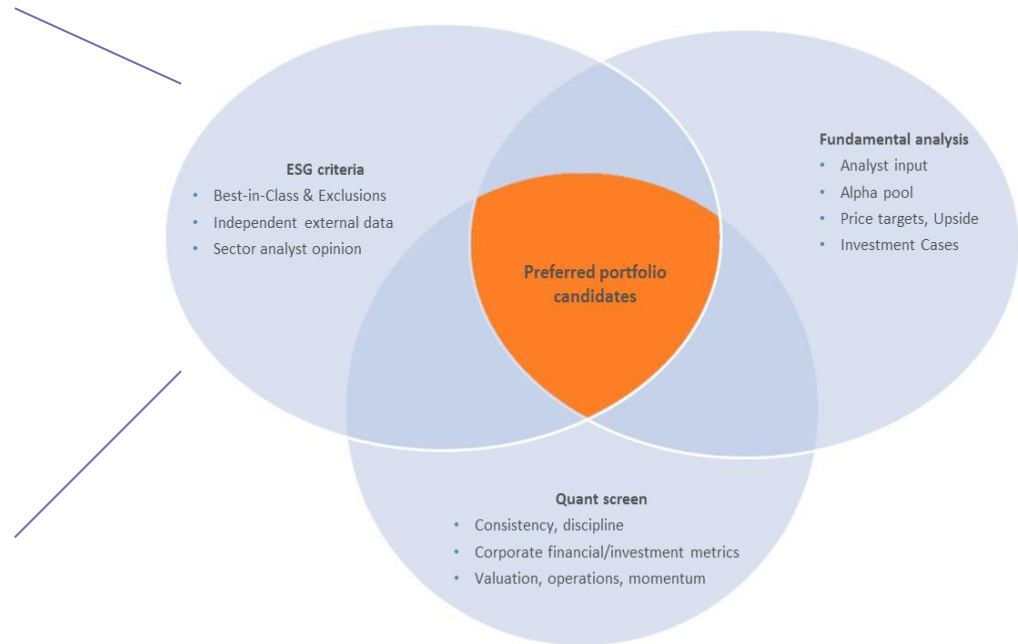 ESG criteria
• Best-in-Class & Exclusions
• Independent external data
• Sector analyst opinion
Fundamental analysis
• Analyst input
• Alpha pool
• Price targets, Upside
• Investment Cases
Preferred portfolio
candidates
Quant screen
• Consistency, discipline
• Corporate financial/investment metrics
• Valuation, operations, momentum